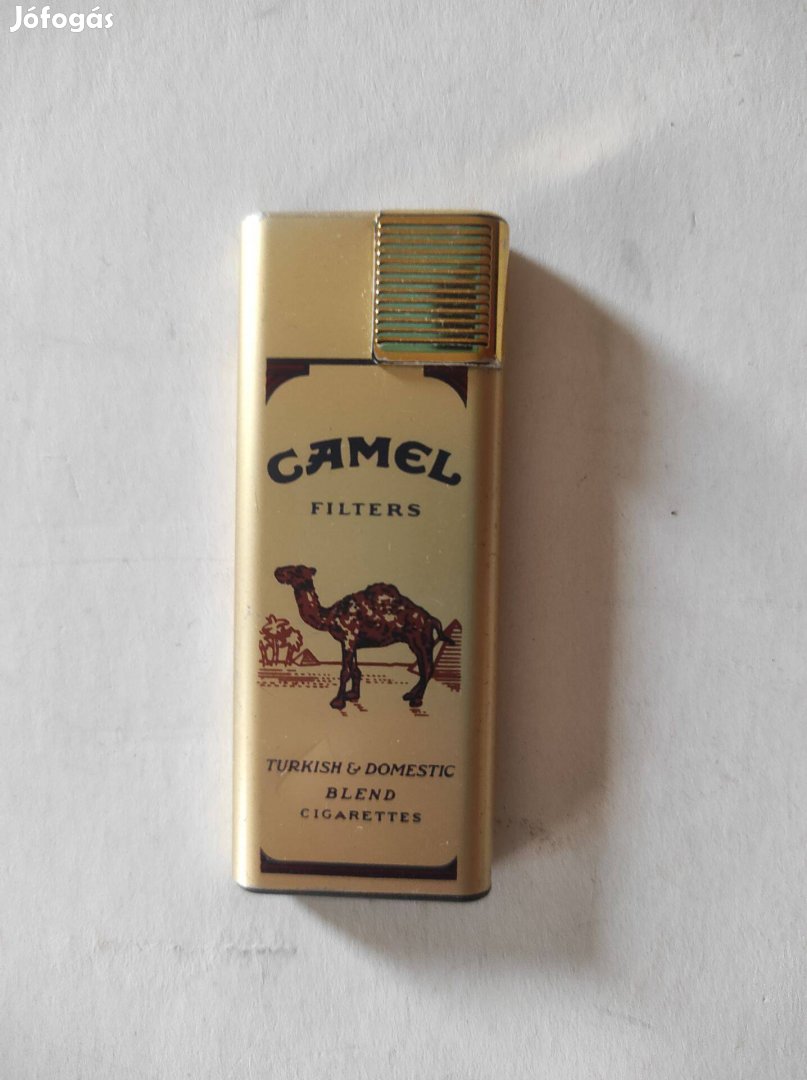 Jófogás
CAMEL
FILTERS
TURKISH & DOMESTIC
BLEND
CIGARETTES